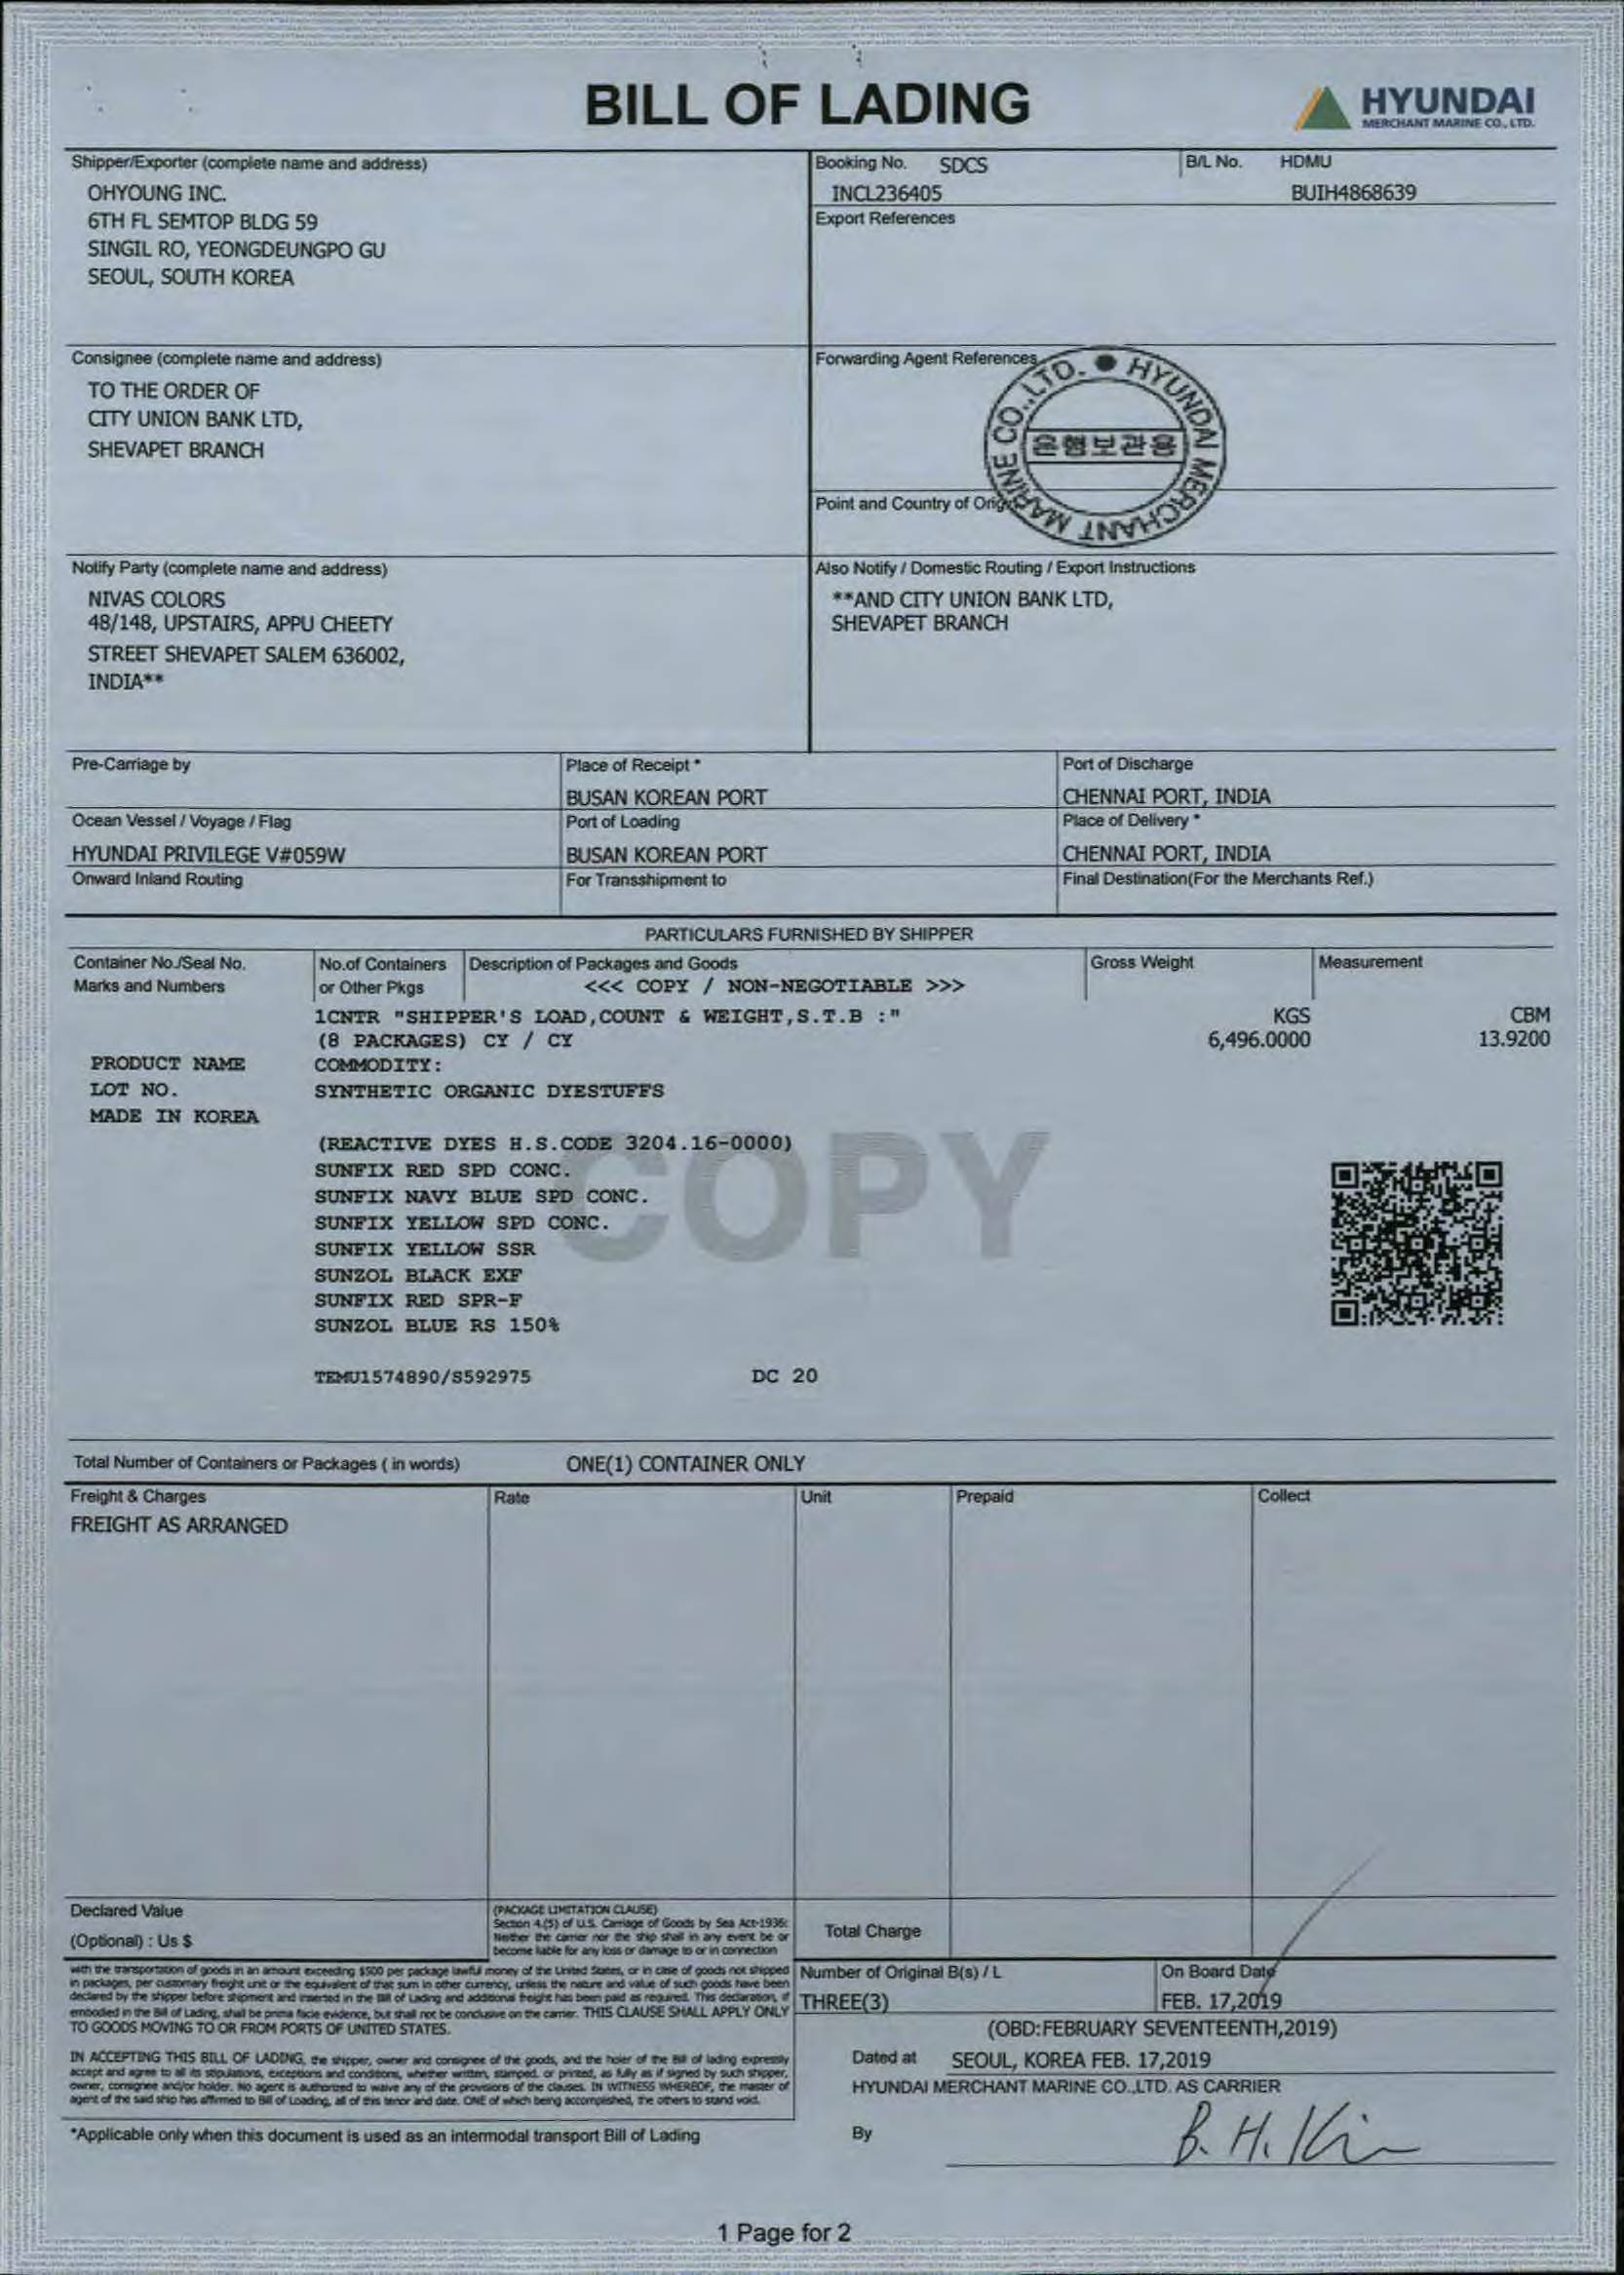 BILL OF LADING
HYUNDAI
MERCHANT MARINE CO., LTD.
Shipper/Exporter (complete name and address)
OHYOUNG INC.
6TH FL SEMTOP BLDG 59
SINGIL RO, YEONGDEUNGPO GU
SEOUL, SOUTH KOREA
Booking No. SDCS
INCL236405
B/L No. HDMU
BUIH4868639
Export References
Consignee (complete name and address)
TO THE ORDER OF
CITY UNION BANK LTD,
SHEVAPET BRANCH
Forwarding Agent References
HYUNDAI MERCHANT MARINE CO.,LTD.
은행보관용
Point and Country of Orig
Notify Party (complete name and address)
NIVAS COLORS
48/148, UPSTAIRS, APPU CHEETY
STREET SHEVAPET SALEM 636002,
INDIA**
Also Notify / Domestic Routing / Export Instructions
**AND CITY UNION BANK LTD,
SHEVAPET BRANCH
Pre-Carriage by
Place of Receipt *
BUSAN KOREAN PORT
Port of Discharge
CHENNAI PORT, INDIA
Ocean Vessel / Voyage / Flag
HYUNDAI PRIVILEGE V#059W
Port of Loading
BUSAN KOREAN PORT
Place of Delivery *
CHENNAI PORT, INDIA
Onward Inland Routing
For Transshipment to
Final Destination(For the Merchants Ref.)
PARTICULARS FURNISHED BY SHIPPER
Container No./Seal No.
Marks and Numbers
No.of Containers
or Other Pkgs
Description of Packages and Goods
<<< COPY / NON-NEGOTIABLE >>>
Gross Weight
Measurement
1CNTR "SHIPPER'S LOAD,COUNT & WEIGHT,S.T.B :"
KGS
CBM
(8 PACKAGES) CY / CY
6,496.0000
13.9200
PRODUCT NAME
LOT NO.
MADE IN KOREA
COMMODITY:
SYNTHETIC ORGANIC DYESTUFFS
COPY
(REACTIVE DYES H.S.CODE 3204.16-0000)
SUNFIX RED SPD CONC.
SUNFIX NAVY BLUE SPD CONC.
SUNFIX YELLOW SPD CONC.
SUNFIX YELLOW SSR
SUNZOL BLACK EXF
SUNFIX RED SPR-F
SUNZOL BLUE RS 150%
TEMU1574890/S592975
DC 20
Total Number of Containers or Packages ( in words)
ONE(1) CONTAINER ONLY
Freight & Charges
Rate
Unit
Prepaid
Collect
FREIGHT AS ARRANGED
Declared Value
(Optional) : Us $
(PACKAGE LIMITATION CLAUSE)
Section 4.(5) of U.S. Carriage of Goods by Sea Act-1936:
Neither the carrier nor the ship shall in any event be or
become liable for any loss or damage to or in connection
with the transportation of goods in an amount exceeding $500 per package lawful money of the United States, or in case of goods not shipped
in packages, per customary freight unit or the equivalent of that sum in other currency, unless the nature and value of such goods have been
declared by the shipper before shipment and inserted in the Bill of Lading and additional freight has been paid as required. This declaration, if
embodied in the Bill of Lading, shall be prima facie evidence, but shall not be conclusive on the carrier. THIS CLAUSE SHALL APPLY ONLY
TO GOODS MOVING TO OR FROM PORTS OF UNITED STATES.
Total Charge
Number of Original B(s) / L
THREE(3)
On Board Date
FEB. 17,2019
(OBD:FEBRUARY SEVENTEENTH,2019)
IN ACCEPTING THIS BILL OF LADING, the shipper, owner and consignee of the goods, and the holer of the Bill of lading expressly
accept and agree to all its stipulations, exceptions and conditions, whether written, stamped, or printed, as fully as if signed by such shipper,
owner, consignee and/or holder. No agent is authorized to waive any of the provisions of the clauses. IN WITNESS WHEREOF, the master of
agent of the said ship has affirmed to Bill of Loading, all of this tenor and date. ONE of which being accomplished, the others to stand void.
Dated at SEOUL, KOREA FEB. 17,2019
HYUNDAI MERCHANT MARINE CO.,LTD. AS CARRIER
*Applicable only when this document is used as an intermodal transport Bill of Lading
By
B. H. Kim
1 Page for 2